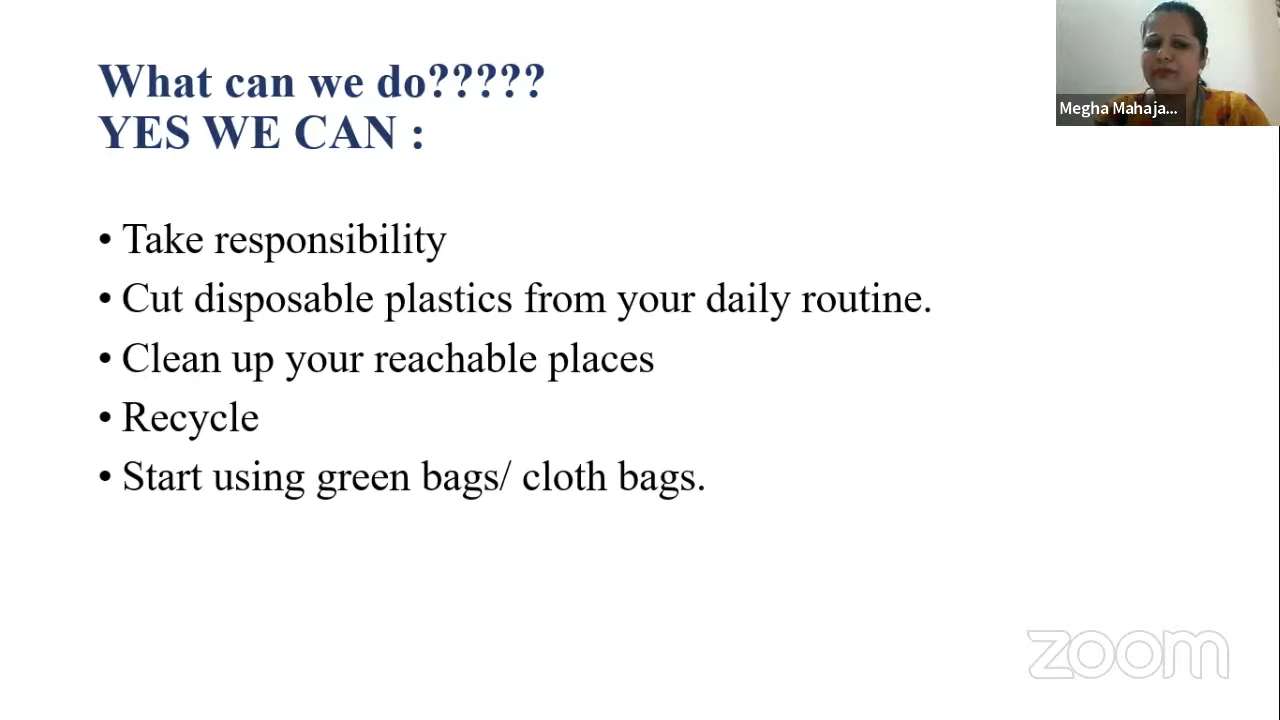 What can we do?????
YES WE CAN :
Megha Mahaja...
• Take responsibility
• Cut disposable plastics from your daily routine.
• Clean up your reachable places
• Recycle
• Start using green bags/ cloth bags.
zoom